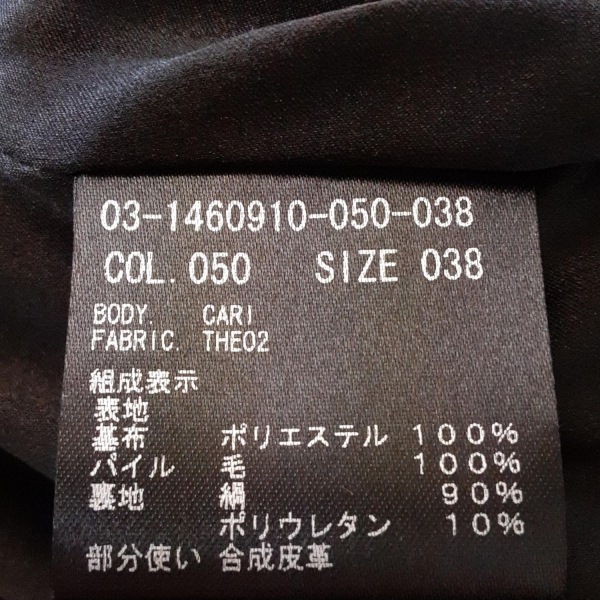 03-1460910-050-038
COL.050 SIZE 038
BODY. CARI
FABRIC. THE02
組成表示
表地
基布 ポリエステル 100%
パイル 毛 100%
裏地 絹 90%
ポリウレタン 10%
部分使い 合成皮革